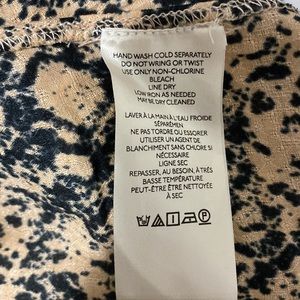 HAND WASH COLD SEPARATELY
DO NOT WRING OR TWIST
USE ONLY NON-CHLORINE
BLEACH
LINE DRY
LOW IRON AS NEEDED
MAY BE DRY CLEANED
LAVER À LA MAIN À L'EAU FROIDE
SÉPARÉMEN
NE PAS TORDRE OU ESSORER
UTILISER UN AGENT DE
BLANCHIMENT SANS CHLORE SI
NÉCESSAIRE
LIGNE SEC
REPASSER, AU BESOIN, À TRÈS
BASSE TEMPÉRATURE
PEUT-ÊTRE ÊTRE NETTOYÉE
À SEC